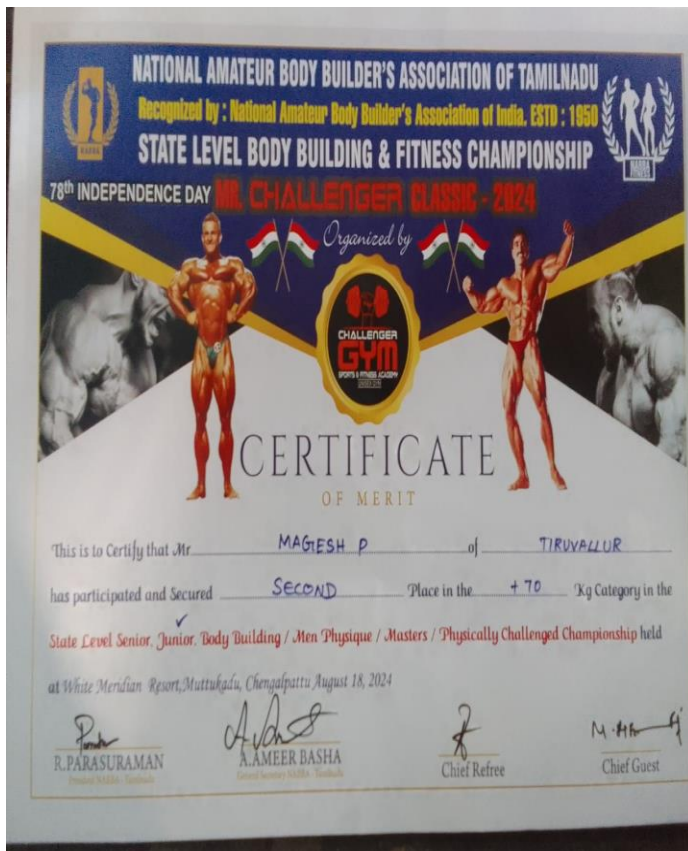 NATIONAL AMATEUR BODY BUILDER'S ASSOCIATION OF TAMILNADU
Recognized by : National Amateur Body Builder's Association of India. ESTD : 1950
STATE LEVEL BODY BUILDING & FITNESS CHAMPIONSHIP
78th INDEPENDENCE DAY MR. CHALLENGER CLASSIC - 2024
Organized by
CHALLENGER
GYM
SPORTS & FITNESS ACADEMY
CERTIFICATE
OF MERIT
This is to Certify that Mr MAGESH P of TIRUVALLUR
has participated and Secured SECOND Place in the +70 Kg Category in the
State Level Senior, Junior, Body Building / Men Physique / Masters / Physically Challenged Championship held
at White Meridian Resort, Muttukadu, Chengalpattu August 18, 2024
R.PARASURAMAN
A.AMEER BASHA
Chief Refree
Chief Guest